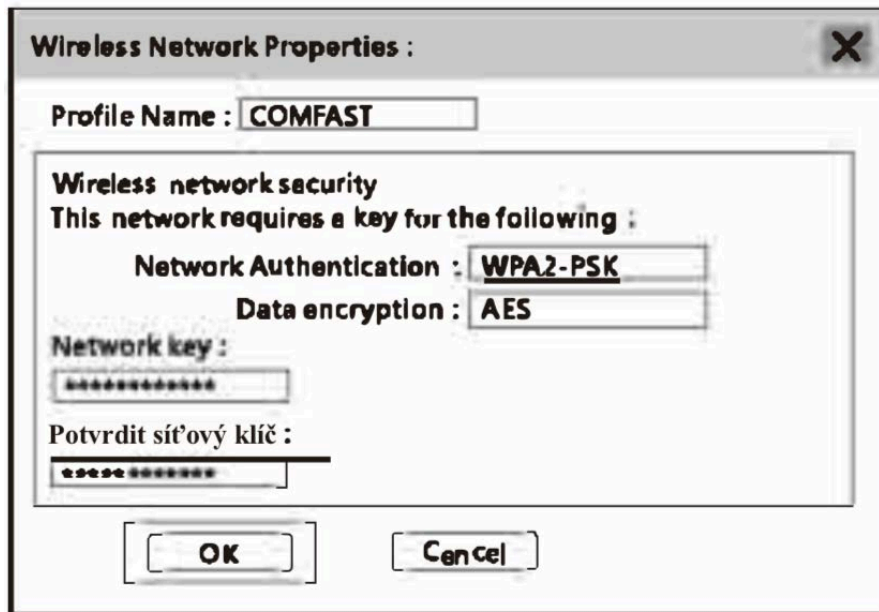 Wireless Network Properties :
Profile Name : COMFAST
Wireless network security
This network requires a key for the following :
Network Authentication : WPA2-PSK
Data encryption : AES
Network key :
************
Potvrdit síťový klíč :
************
OK
Cancel